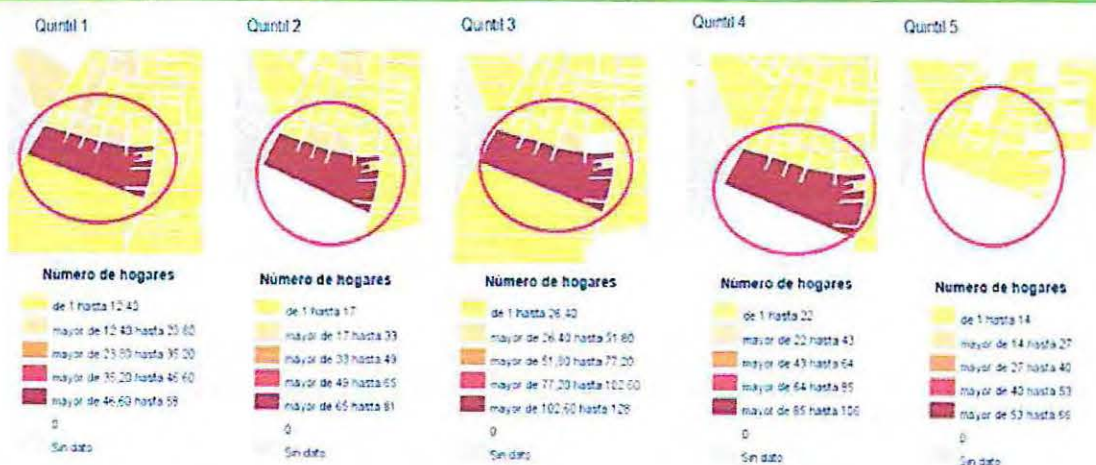 Quintil 1
Quintil 2
Quintil 3
Quintil 4
Quintil 5
Número de hogares
de 1 hasta 12,40
mayor de 12,40 hasta 23,80
mayor de 23,80 hasta 35,20
mayor de 35,20 hasta 46,60
mayor de 46,60 hasta 58
0
Sin dato
Número de hogares
de 1 hasta 17
mayor de 17 hasta 33
mayor de 33 hasta 49
mayor de 49 hasta 65
mayor de 65 hasta 81
0
Sin dato
Número de hogares
de 1 hasta 26,40
mayor de 26,40 hasta 51,80
mayor de 51,80 hasta 77,20
mayor de 77,20 hasta 102,60
mayor de 102,60 hasta 128
0
Sin dato
Número de hogares
de 1 hasta 22
mayor de 22 hasta 43
mayor de 43 hasta 64
mayor de 64 hasta 85
mayor de 85 hasta 106
0
Sin dato
Número de hogares
de 1 hasta 14
mayor de 14 hasta 27
mayor de 27 hasta 40
mayor de 40 hasta 53
mayor de 53 hasta 66
0
Sin dato